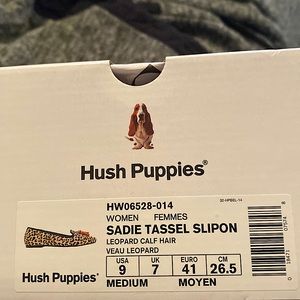 Hush Puppies®
HW06528-014
WOMEN FEMMES
SADIE TASSEL SLIPON
LEOPARD CALF HAIR
VEAU LEOPARD
Hush Puppies®
USA 9
UK 7
EUR 41
CM 26.5
MEDIUM MOYEN